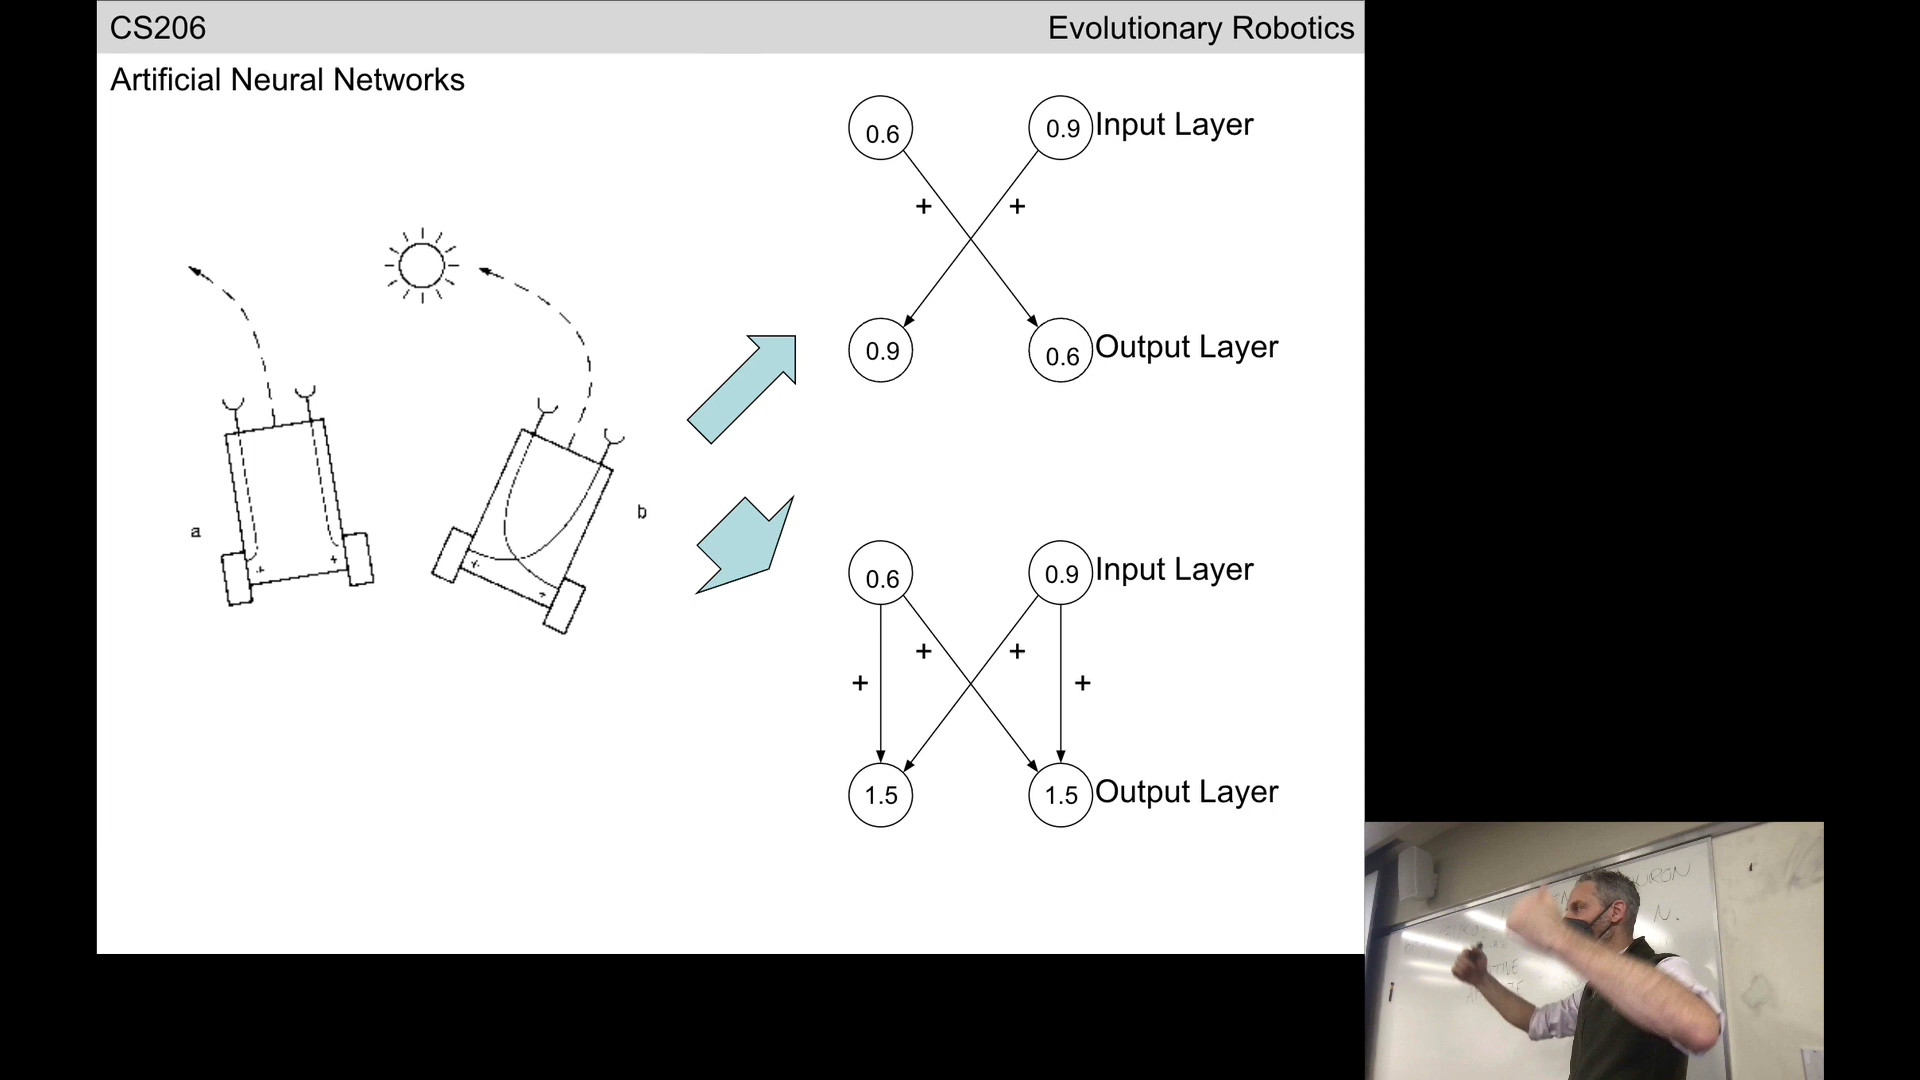 CS206
Evolutionary Robotics
Artificial Neural Networks
0.6
0.9
Input Layer
+
+
0.9
0.6
Output Layer
a
+
+
b
+
+
0.6
0.9
Input Layer
+
+
+
+
1.5
1.5
Output Layer
N.